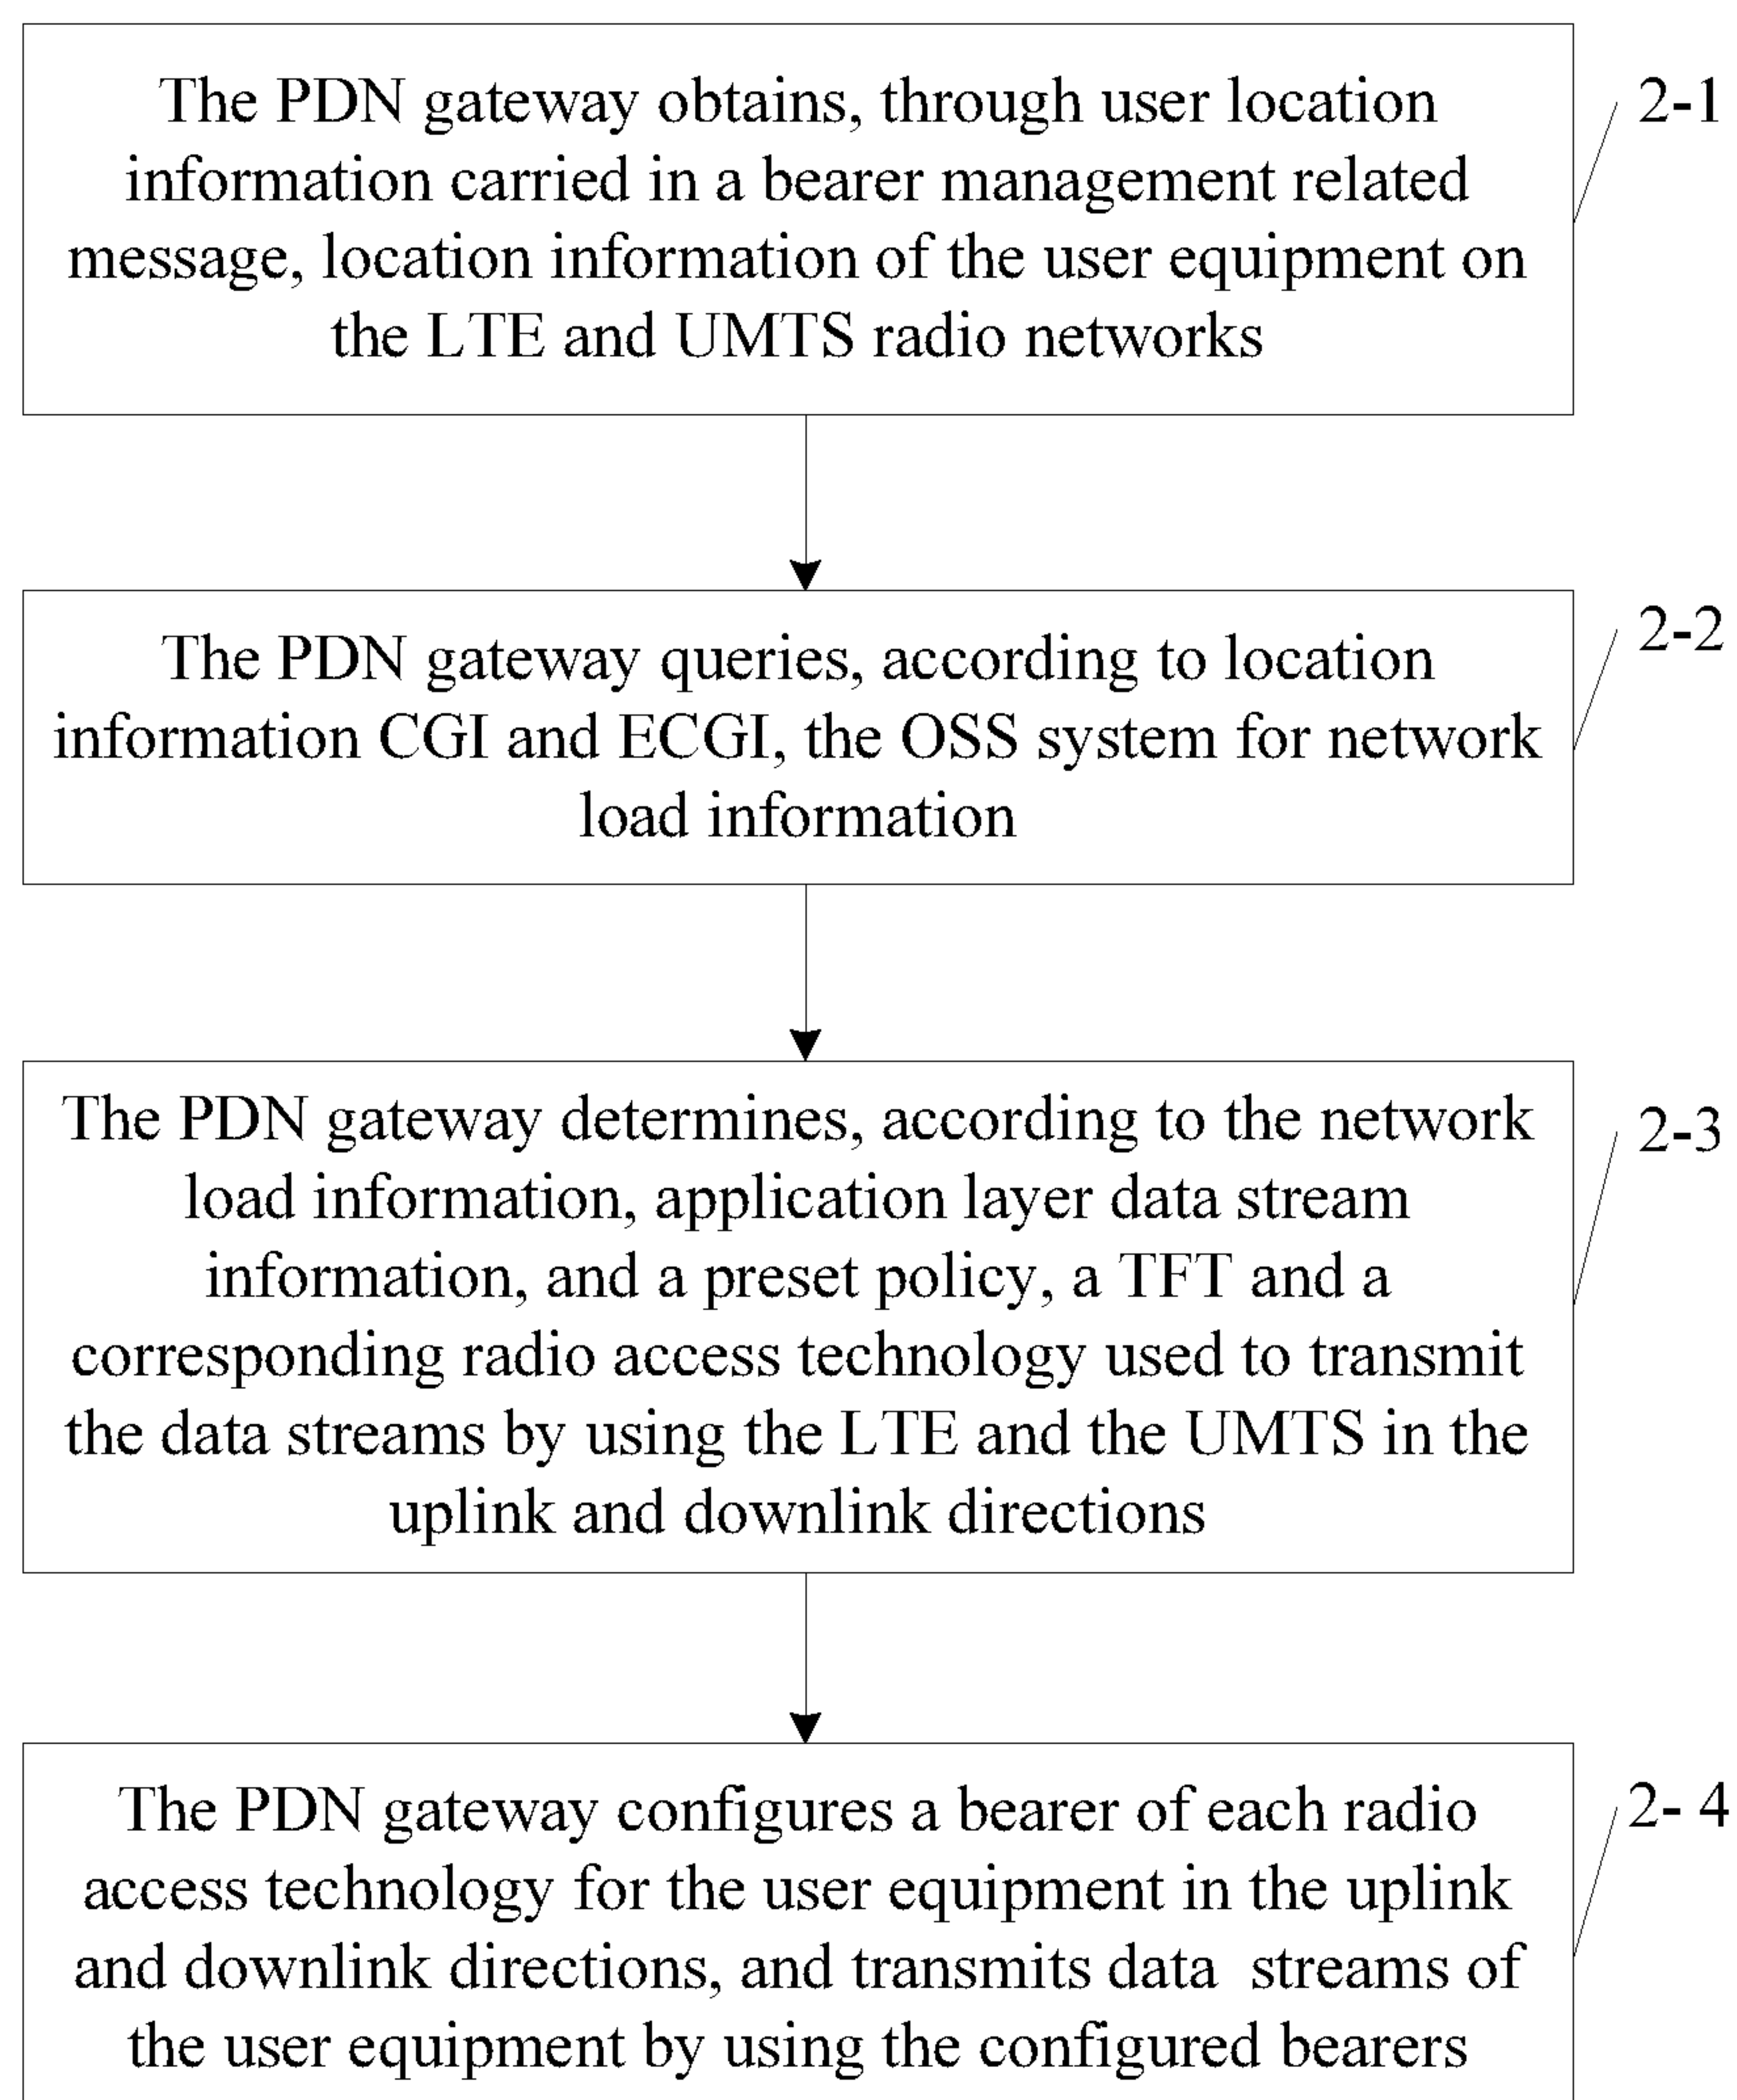 The PDN gateway obtains, through user location
information carried in a bearer management related
message, location information of the user equipment on
the LTE and UMTS radio networks
2-1
The PDN gateway queries, according to location
information CGI and ECGI, the OSS system for network
load information
2-2
The PDN gateway determines, according to the network
load information, application layer data stream
information, and a preset policy, a TFT and a
corresponding radio access technology used to transmit
the data streams by using the LTE and the UMTS in the
uplink and downlink directions
2-3
The PDN gateway configures a bearer of each radio
access technology for the user equipment in the uplink
and downlink directions, and transmits data  streams of
the user equipment by using the configured bearers
2- 4